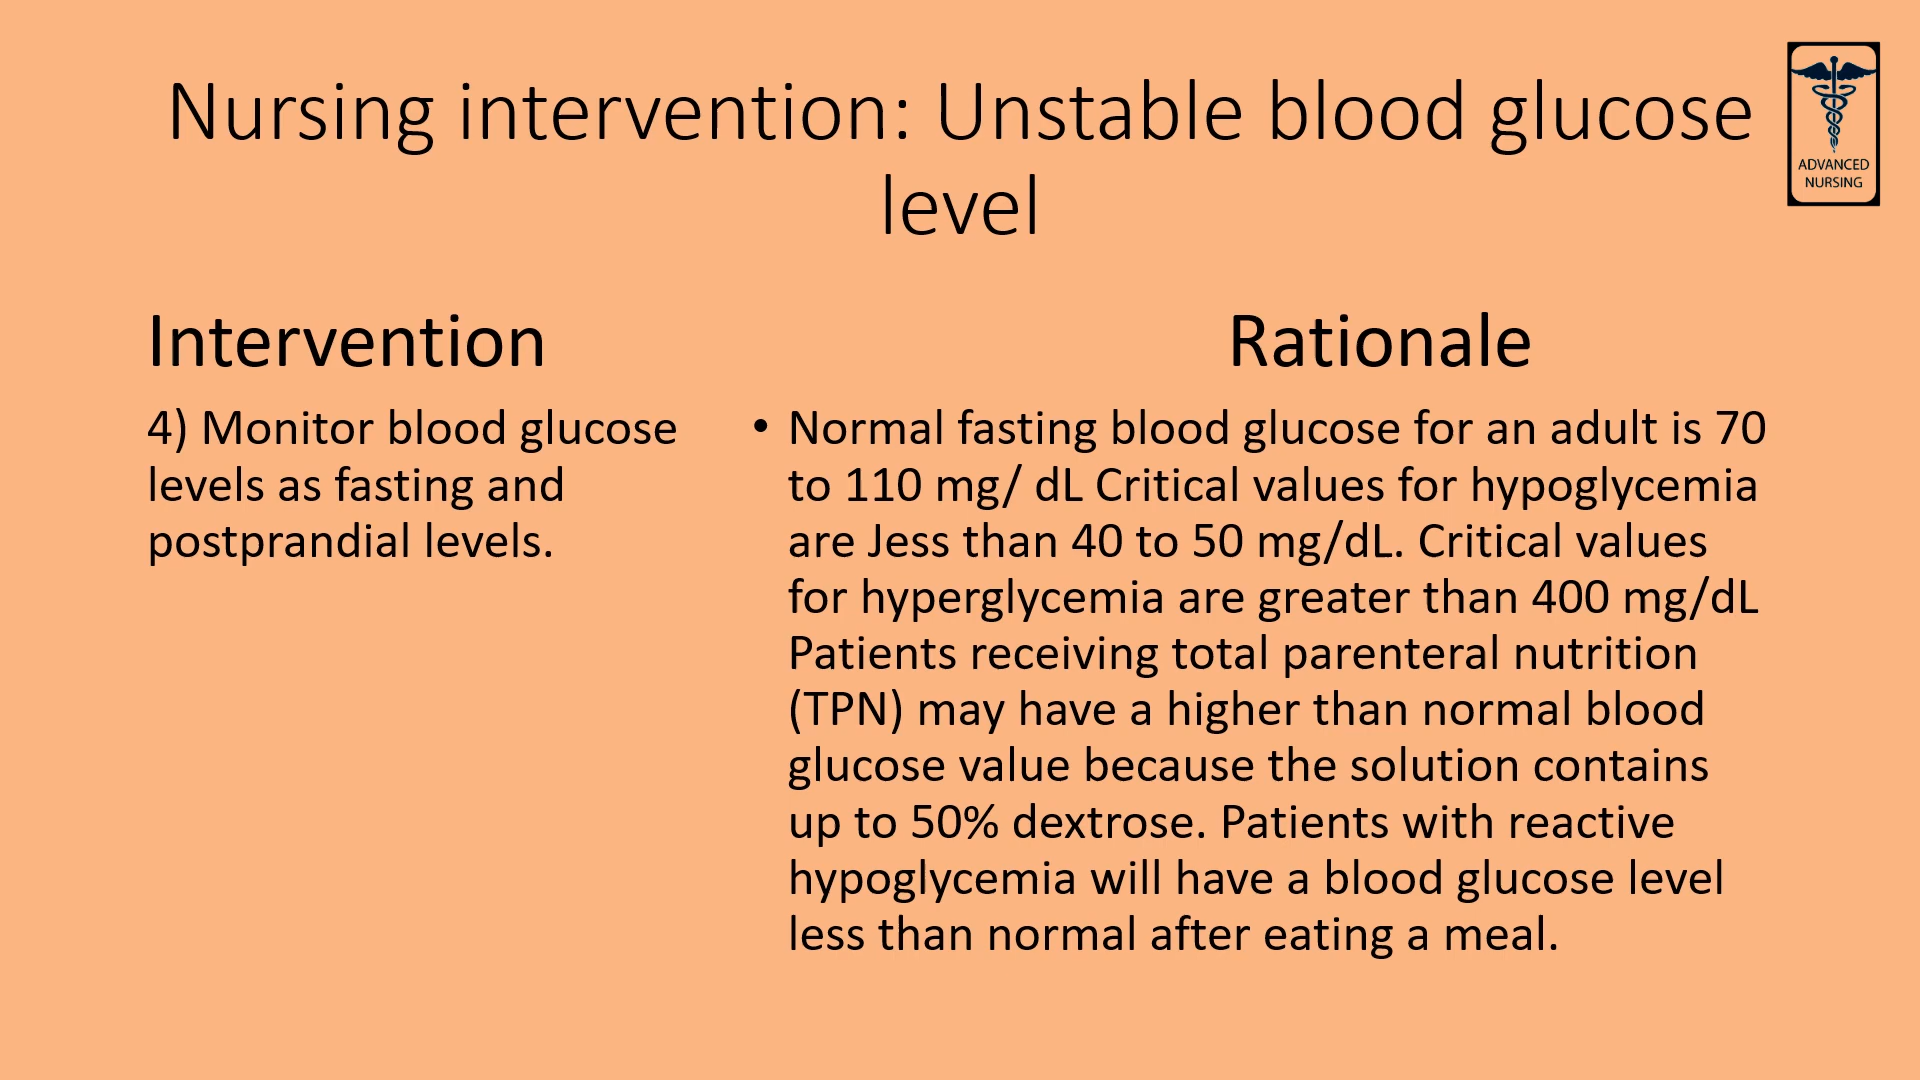 Nursing intervention: Unstable blood glucose
level
ADVANCED
NURSING
Intervention
4) Monitor blood glucose
levels as fasting and
postprandial levels.
Rationale
• Normal fasting blood glucose for an adult is 70
to 110 mg/ dL Critical values for hypoglycemia
are Jess than 40 to 50 mg/dL. Critical values
for hyperglycemia are greater than 400 mg/dL
Patients receiving total parenteral nutrition
(TPN) may have a higher than normal blood
glucose value because the solution contains
up to 50% dextrose. Patients with reactive
hypoglycemia will have a blood glucose level
less than normal after eating a meal.